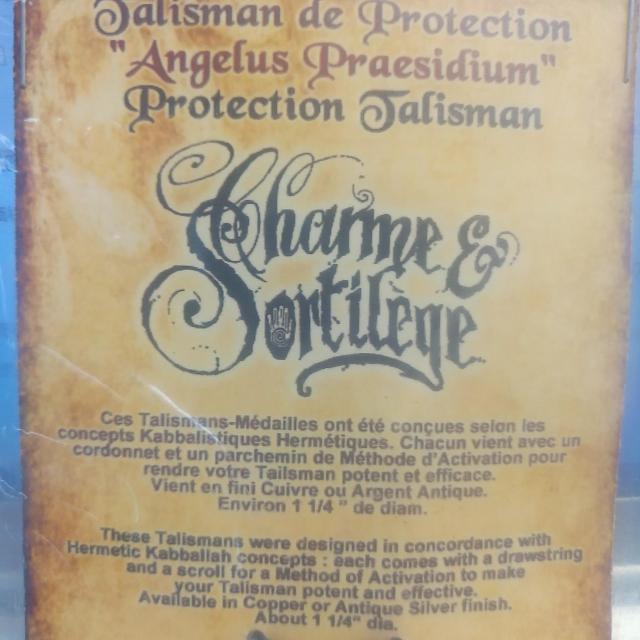 Talisman de Protection
"Angelus Praesidium"
Protection Talisman
Charme &
Sortilège
Ces Talismans-Médailles ont été conçues selon les
concepts Kabbalistiques Hermétiques. Chacun vient avec un
cordonnet et un parchemin de Méthode d'Activation pour
rendre votre Tailsman potent et efficace.
Vient en fini Cuivre ou Argent Antique.
Environ 1 1/4 " de diam.
These Talismans were designed in concordance with
Hermetic Kabballah concepts : each comes with a drawstring
and a scroll for a Method of Activation to make
your Talisman potent and effective.
Available in Copper or Antique Silver finish.
About 1 1/4" dia.